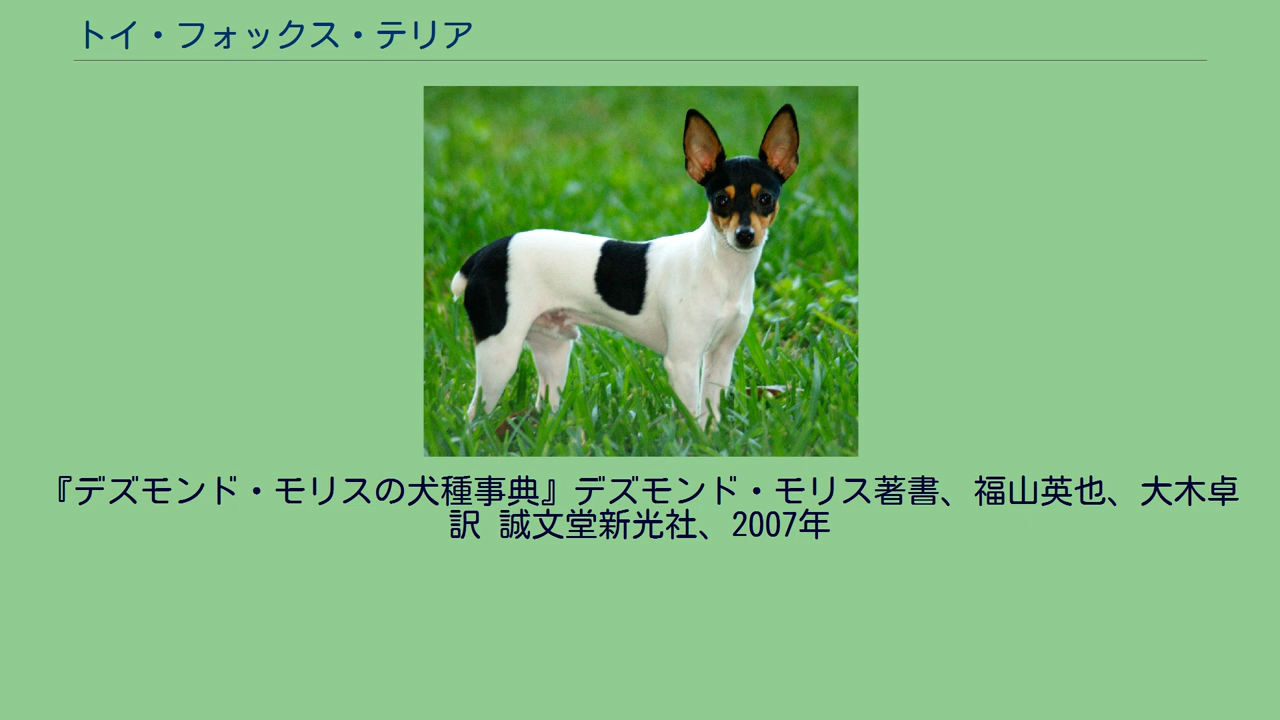 トイ・フォックス・テリア
『デズモンド・モリスの犬種事典』デズモンド・モリス著書、福山英也、大木卓
訳 誠文堂新光社、2007年